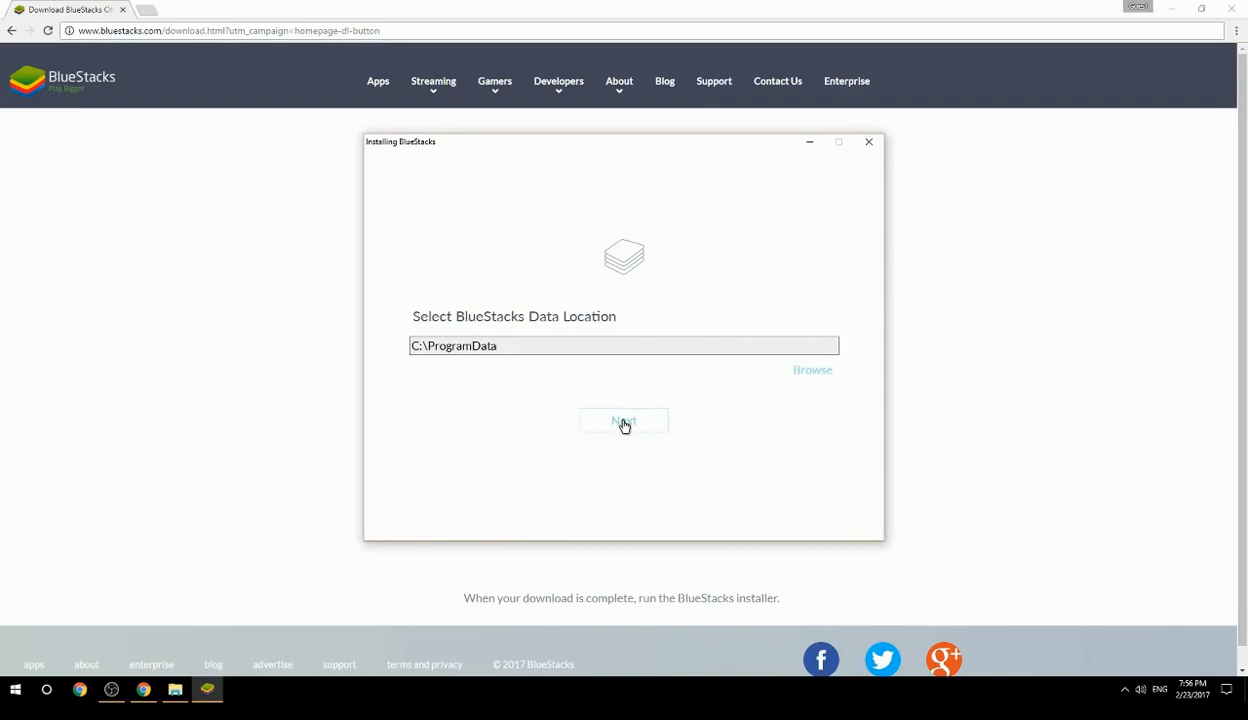 Download BlueStacks Of
Guest
www.bluestacks.com/download.html?utm_campaign=homepage-dl-button
BlueStacks
Play Bigger
Apps
Streaming
Gamers
Developers
About
Blog
Support
Contact Us
Enterprise
Installing BlueStacks
Select BlueStacks Data Location
C:\ProgramData
Browse
Next
When your download is complete, run the BlueStacks installer.
apps
about
enterprise
blog
advertise
support
terms and privacy
© 2017 BlueStacks
7:56 PM
ENG
2/23/2017